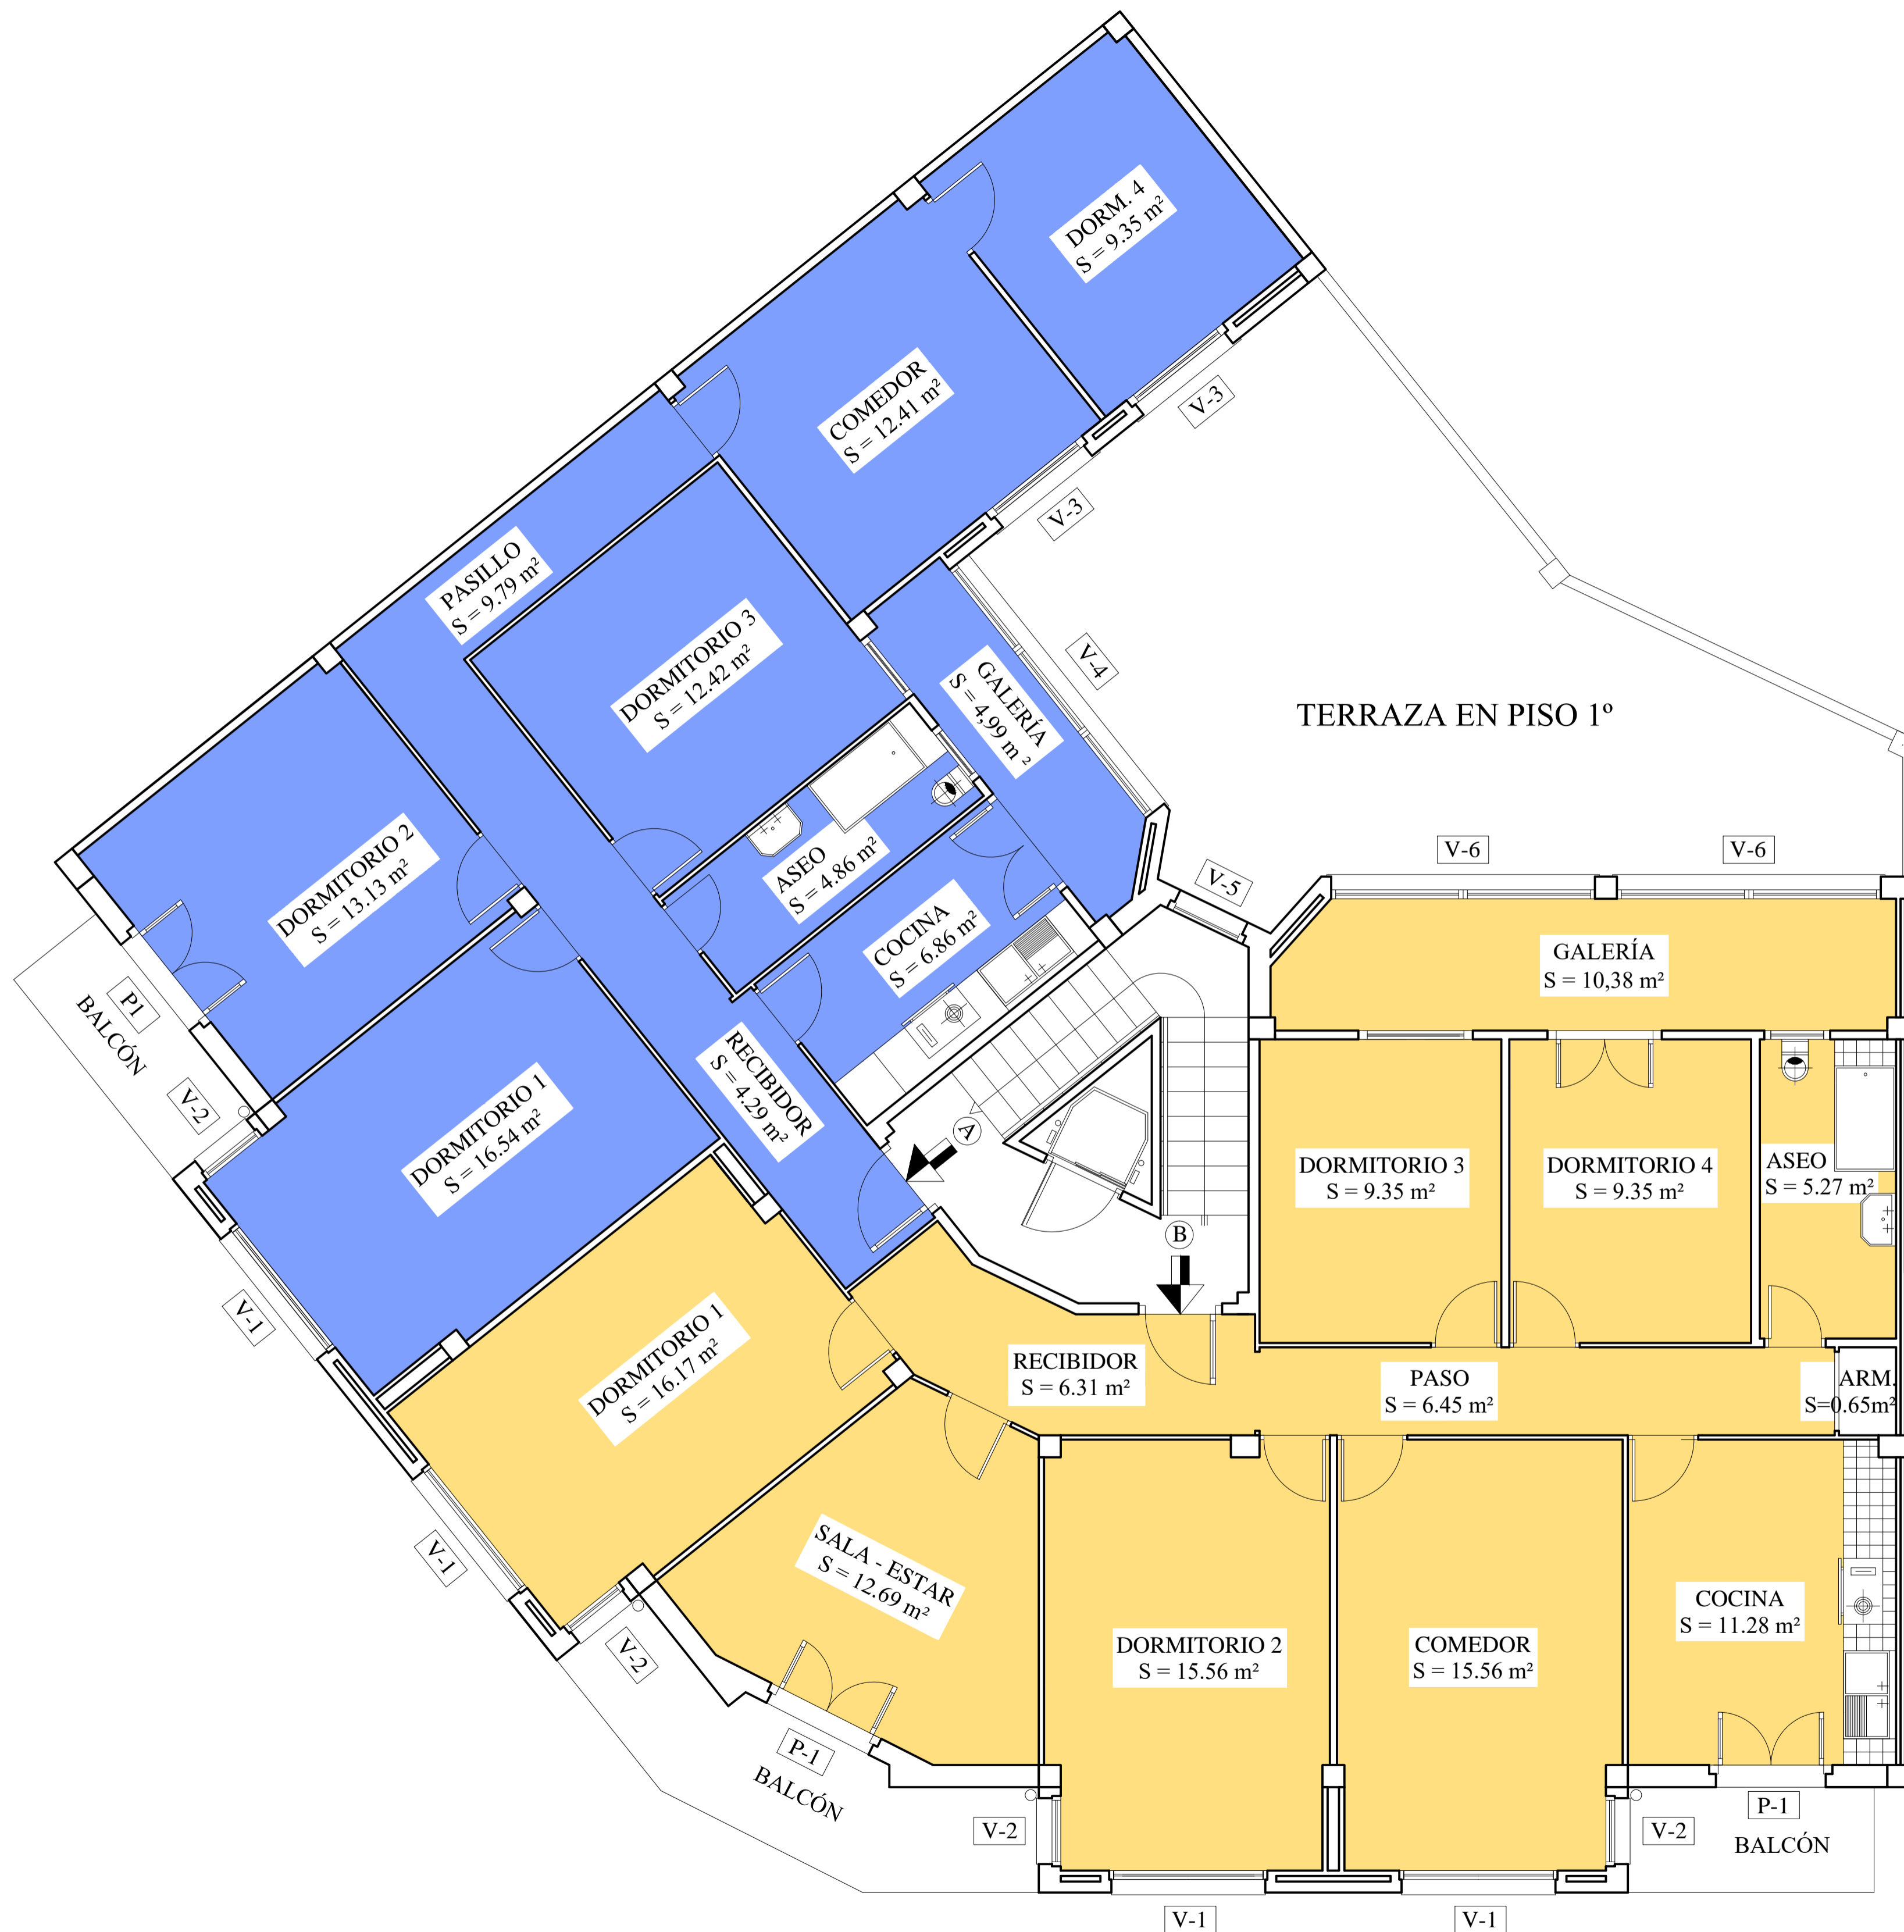 DORM. 4
S = 9.35 m²
COMEDOR
S = 12.41 m²
V-3
V-3
PASILLO
S = 9.79 m²
DORMITORIO 3
S = 12.42 m²
GALERÍA
S = 4,99 m ²
V-4
TERRAZA EN PISO 1º
DORMITORIO 2
S = 13.13 m²
ASEO
S = 4.86 m²
COCINA
S = 6.86 m²
V-5
V-6
V-6
GALERÍA
S = 10,38 m²
P1
BALCÓN
V-2
DORMITORIO 1
S = 16.54 m²
RECIBIDOR
S = 4.29 m²
A
B
DORMITORIO 3
S = 9.35 m²
DORMITORIO 4
S = 9.35 m²
ASEO
S = 5.27 m²
V-1
DORMITORIO 1
S = 16.17 m²
RECIBIDOR
S = 6.31 m²
PASO
S = 6.45 m²
ARM.
S=0.65m²
V-1
SALA - ESTAR
S = 12.69 m²
V-2
DORMITORIO 2
S = 15.56 m²
COMEDOR
S = 15.56 m²
COCINA
S = 11.28 m²
P-1
BALCÓN
V-2
V-2
P-1
BALCÓN
V-1
V-1